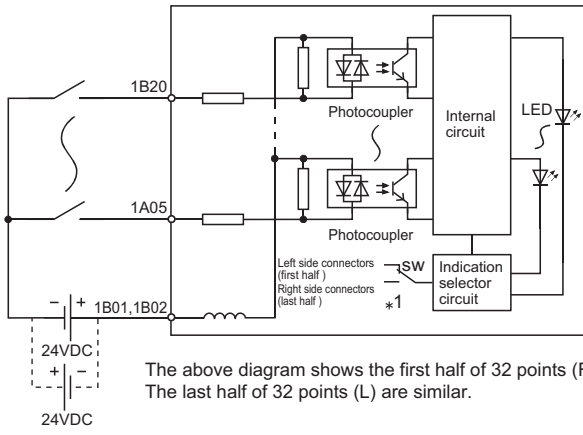 1B20
Photocoupler
Internal
circuit
LED
1A05
Photocoupler
Left side connectors
(first half )
SW
Right side connectors
(last half )
*1
Indication
selector
circuit
− +
1B01,1B02
24VDC
+ −
24VDC
The above diagram shows the first half of 32 points (F
The last half of 32 points (L) are similar.